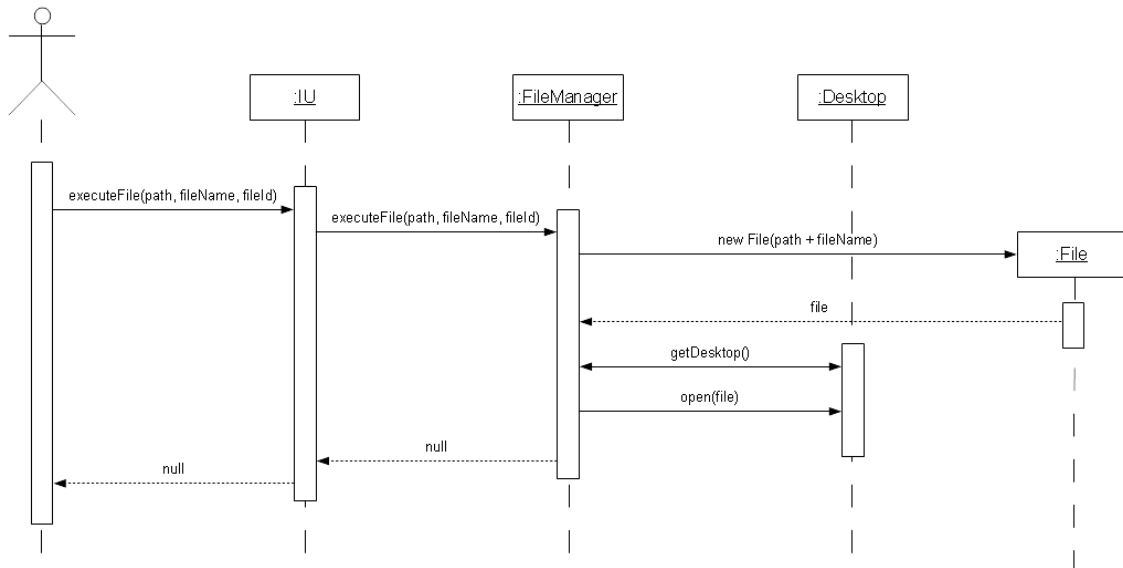 :IU
:FileManager
:Desktop
executeFile(path, fileName, fileId)
executeFile(path, fileName, fileId)
new File(path + fileName)
:File
file
getDesktop()
open(file)
null
null